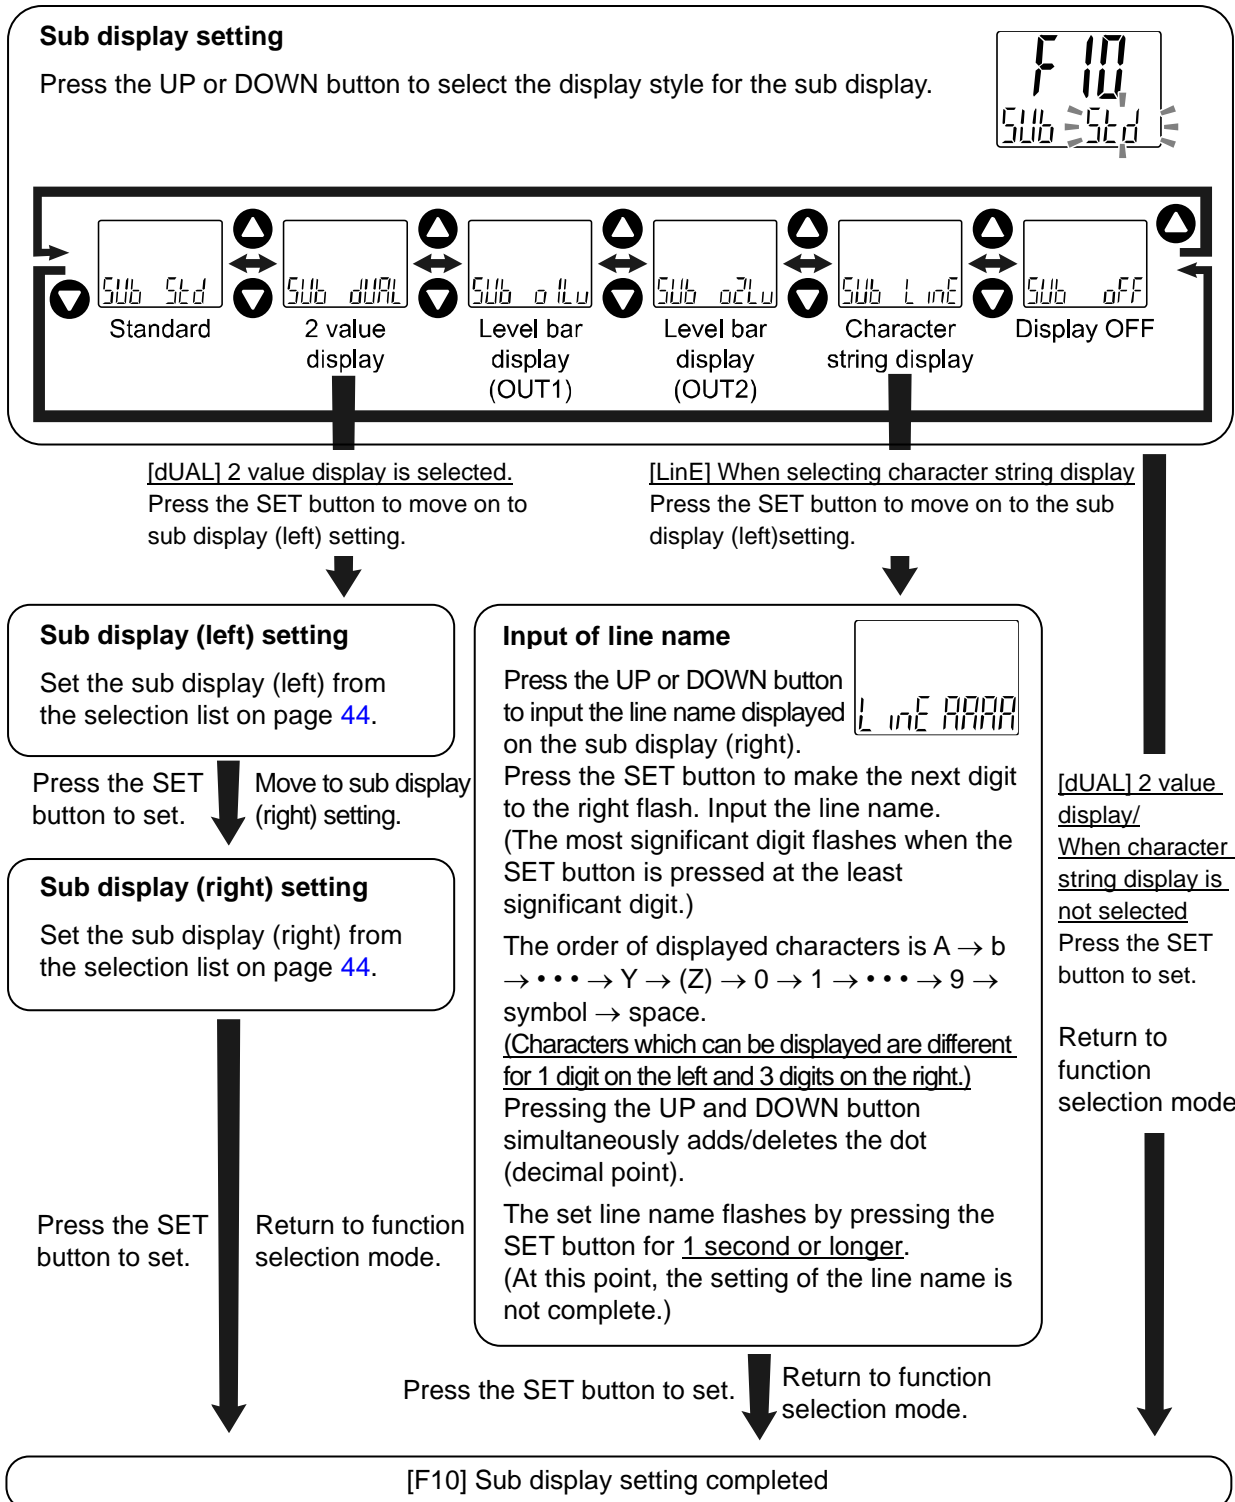 Sub display setting
Press the UP or DOWN button to select the display style for the sub display.
F 10
SUb Std
SUb Std
SUb dUAL
SUb o1Lu
SUb o2Lu
SUb LinE
SUb oFF
Standard
2 value
display
Level bar
display
(OUT1)
Level bar
display
(OUT2)
Character
string display
Display OFF
[dUAL] 2 value display is selected.
Press the SET button to move on to
sub display (left) setting.
[LinE] When selecting character string display
Press the SET button to move on to the sub
display (left)setting.
Sub display (left) setting
Set the sub display (left) from
the selection list on page 44.
Press the SET
button to set.
Move to sub display
(right) setting.
Sub display (right) setting
Set the sub display (right) from
the selection list on page 44.
Press the SET
button to set.
Return to function
selection mode.
Input of line name
Press the UP or DOWN button
to input the line name displayed
on the sub display (right).
LinE AAAA
Press the SET button to make the next digit
to the right flash. Input the line name.
(The most significant digit flashes when the
SET button is pressed at the least
significant digit.)
The order of displayed characters is A → b
→ • • • → Y → (Z) → 0 → 1 → • • • → 9 →
symbol → space.
(Characters which can be displayed are different
for 1 digit on the left and 3 digits on the right.)
Pressing the UP and DOWN button
simultaneously adds/deletes the dot
(decimal point).
The set line name flashes by pressing the
SET button for 1 second or longer.
(At this point, the setting of the line name is
not complete.)
Press the SET button to set.
Return to function
selection mode.
[dUAL] 2 value
display/
When character
string display is
not selected
Press the SET
button to set.
Return to
function
selection mode
[F10] Sub display setting completed